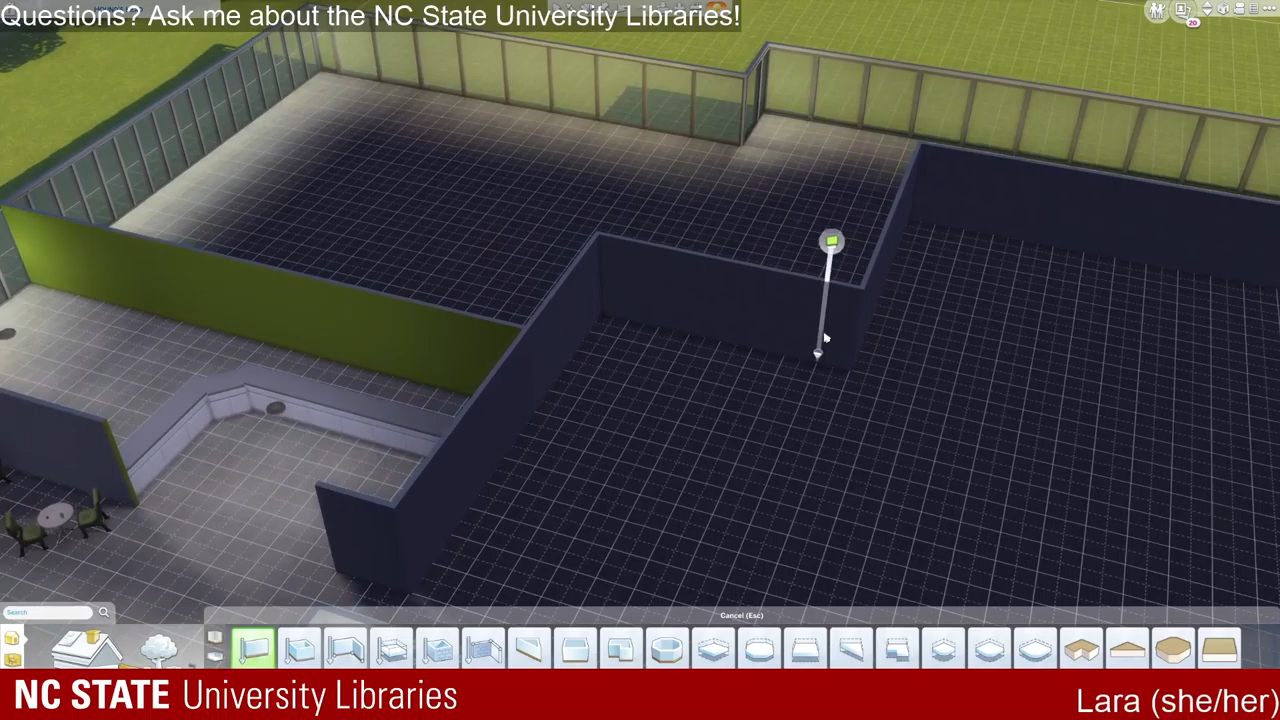 Questions? Ask me about the NC State University Libraries!
20
Search
Cancel (Esc)
NC STATE University Libraries
Lara (she/her)